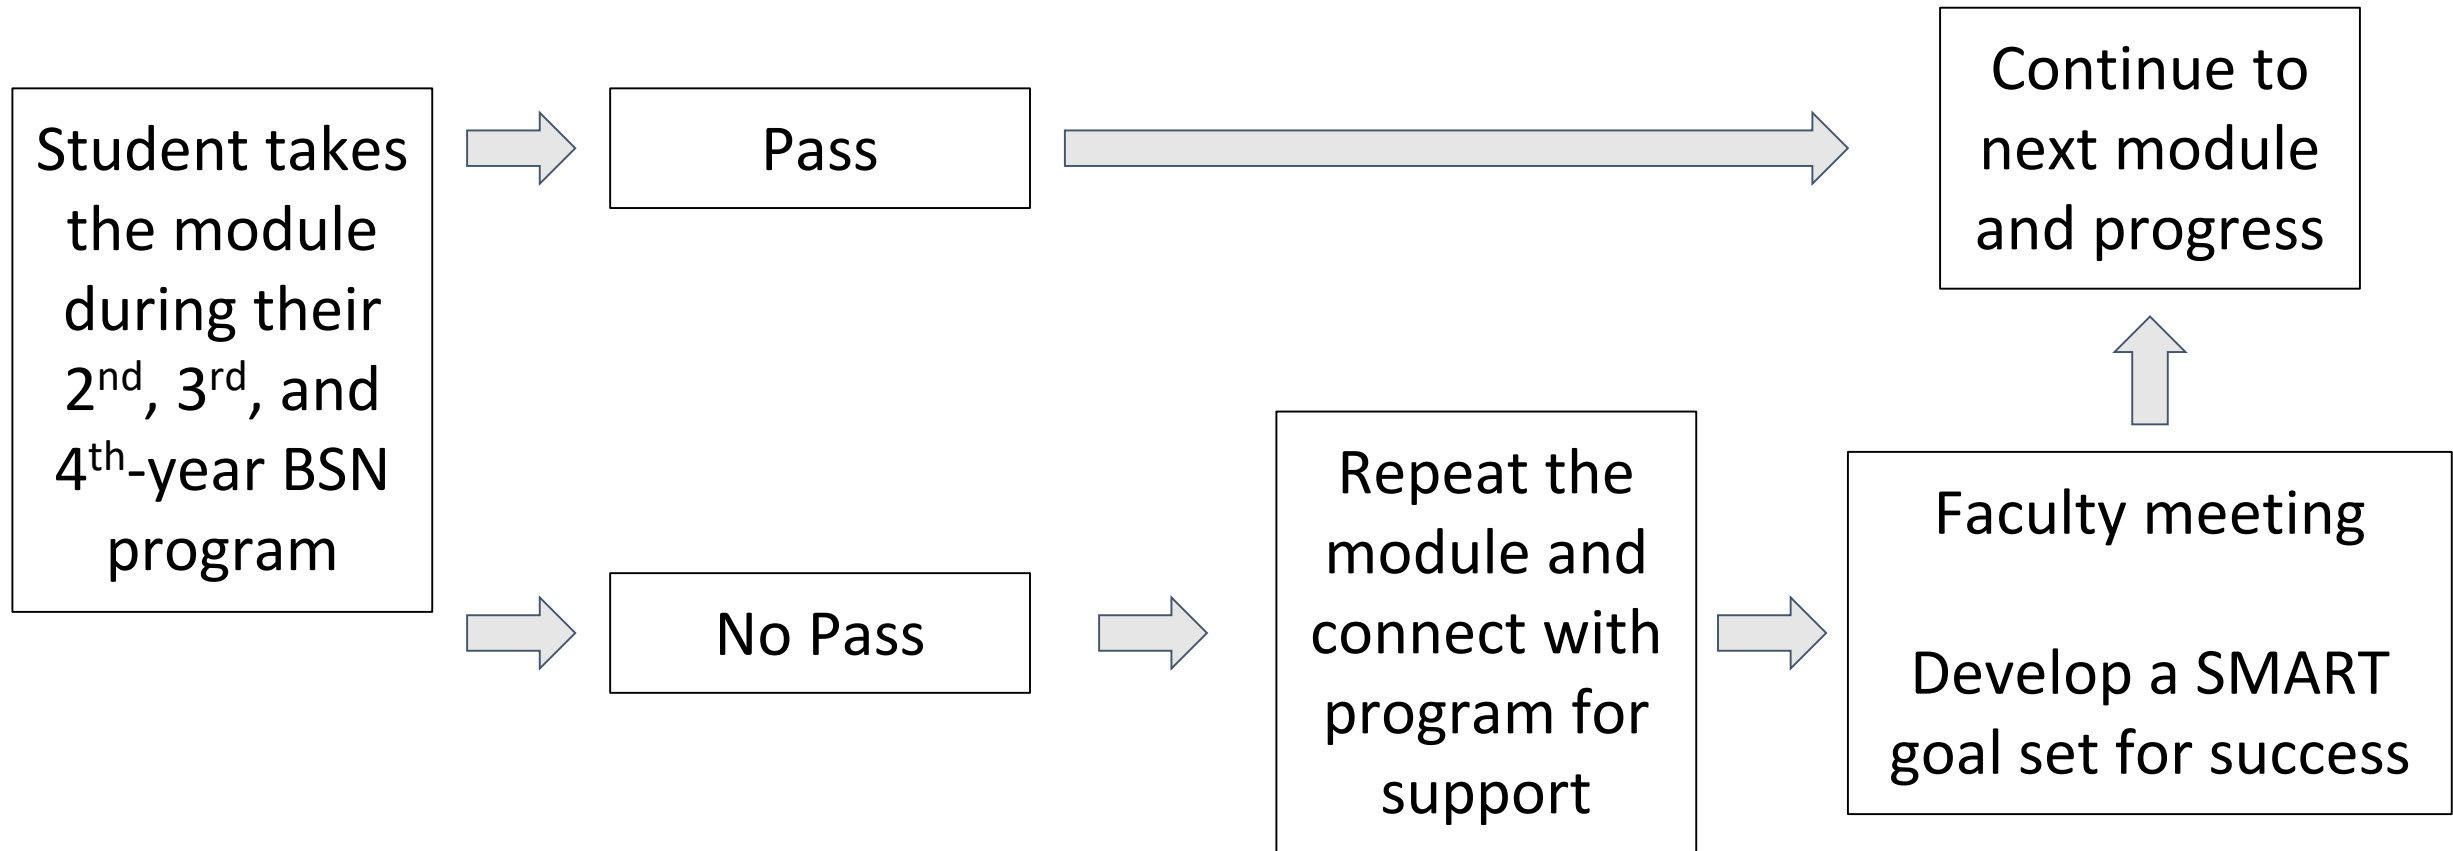 Student takes
the module
during their
2nd, 3rd, and
4th-year BSN
program
Pass
Continue to
next module
and progress
No Pass
Repeat the
module and
connect with
program for
support
Faculty meeting
Develop a SMART
goal set for success